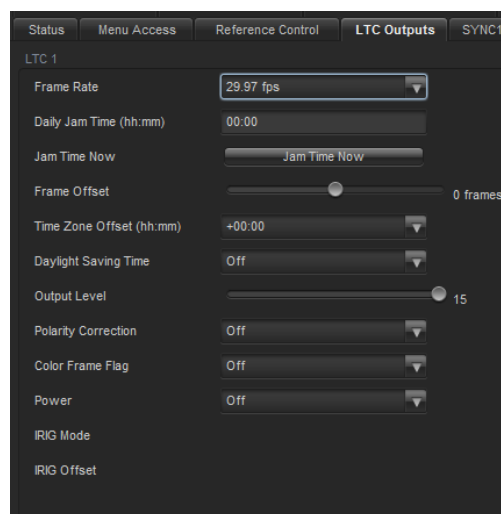 Status Menu Access Reference Control LTC Outputs SYNC1
LTC 1
Frame Rate 29.97 fps
Daily Jam Time (hh:mm) 00:00
Jam Time Now Jam Time Now
Frame Offset 0 frames
Time Zone Offset (hh:mm) +00:00
Daylight Saving Time Off
Output Level 15
Polarity Correction Off
Color Frame Flag Off
Power Off
IRIG Mode
IRIG Offset